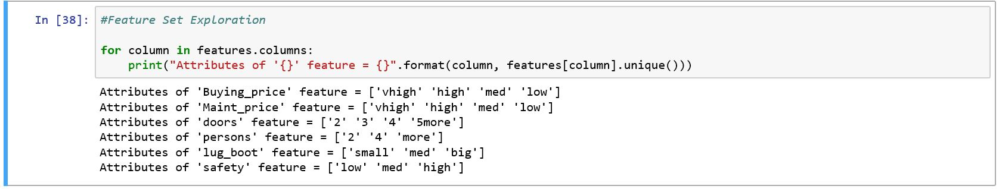 In [38]: #Feature Set Exploration
for column in features.columns:
    print("Attributes of '{}' feature = {}".format(column, features[column].unique()))
Attributes of 'Buying_price' feature = ['vhigh' 'high' 'med' 'low']
Attributes of 'Maint_price' feature = ['vhigh' 'high' 'med' 'low']
Attributes of 'doors' feature = ['2' '3' '4' '5more']
Attributes of 'persons' feature = ['2' '4' 'more']
Attributes of 'lug_boot' feature = ['small' 'med' 'big']
Attributes of 'safety' feature = ['low' 'med' 'high']